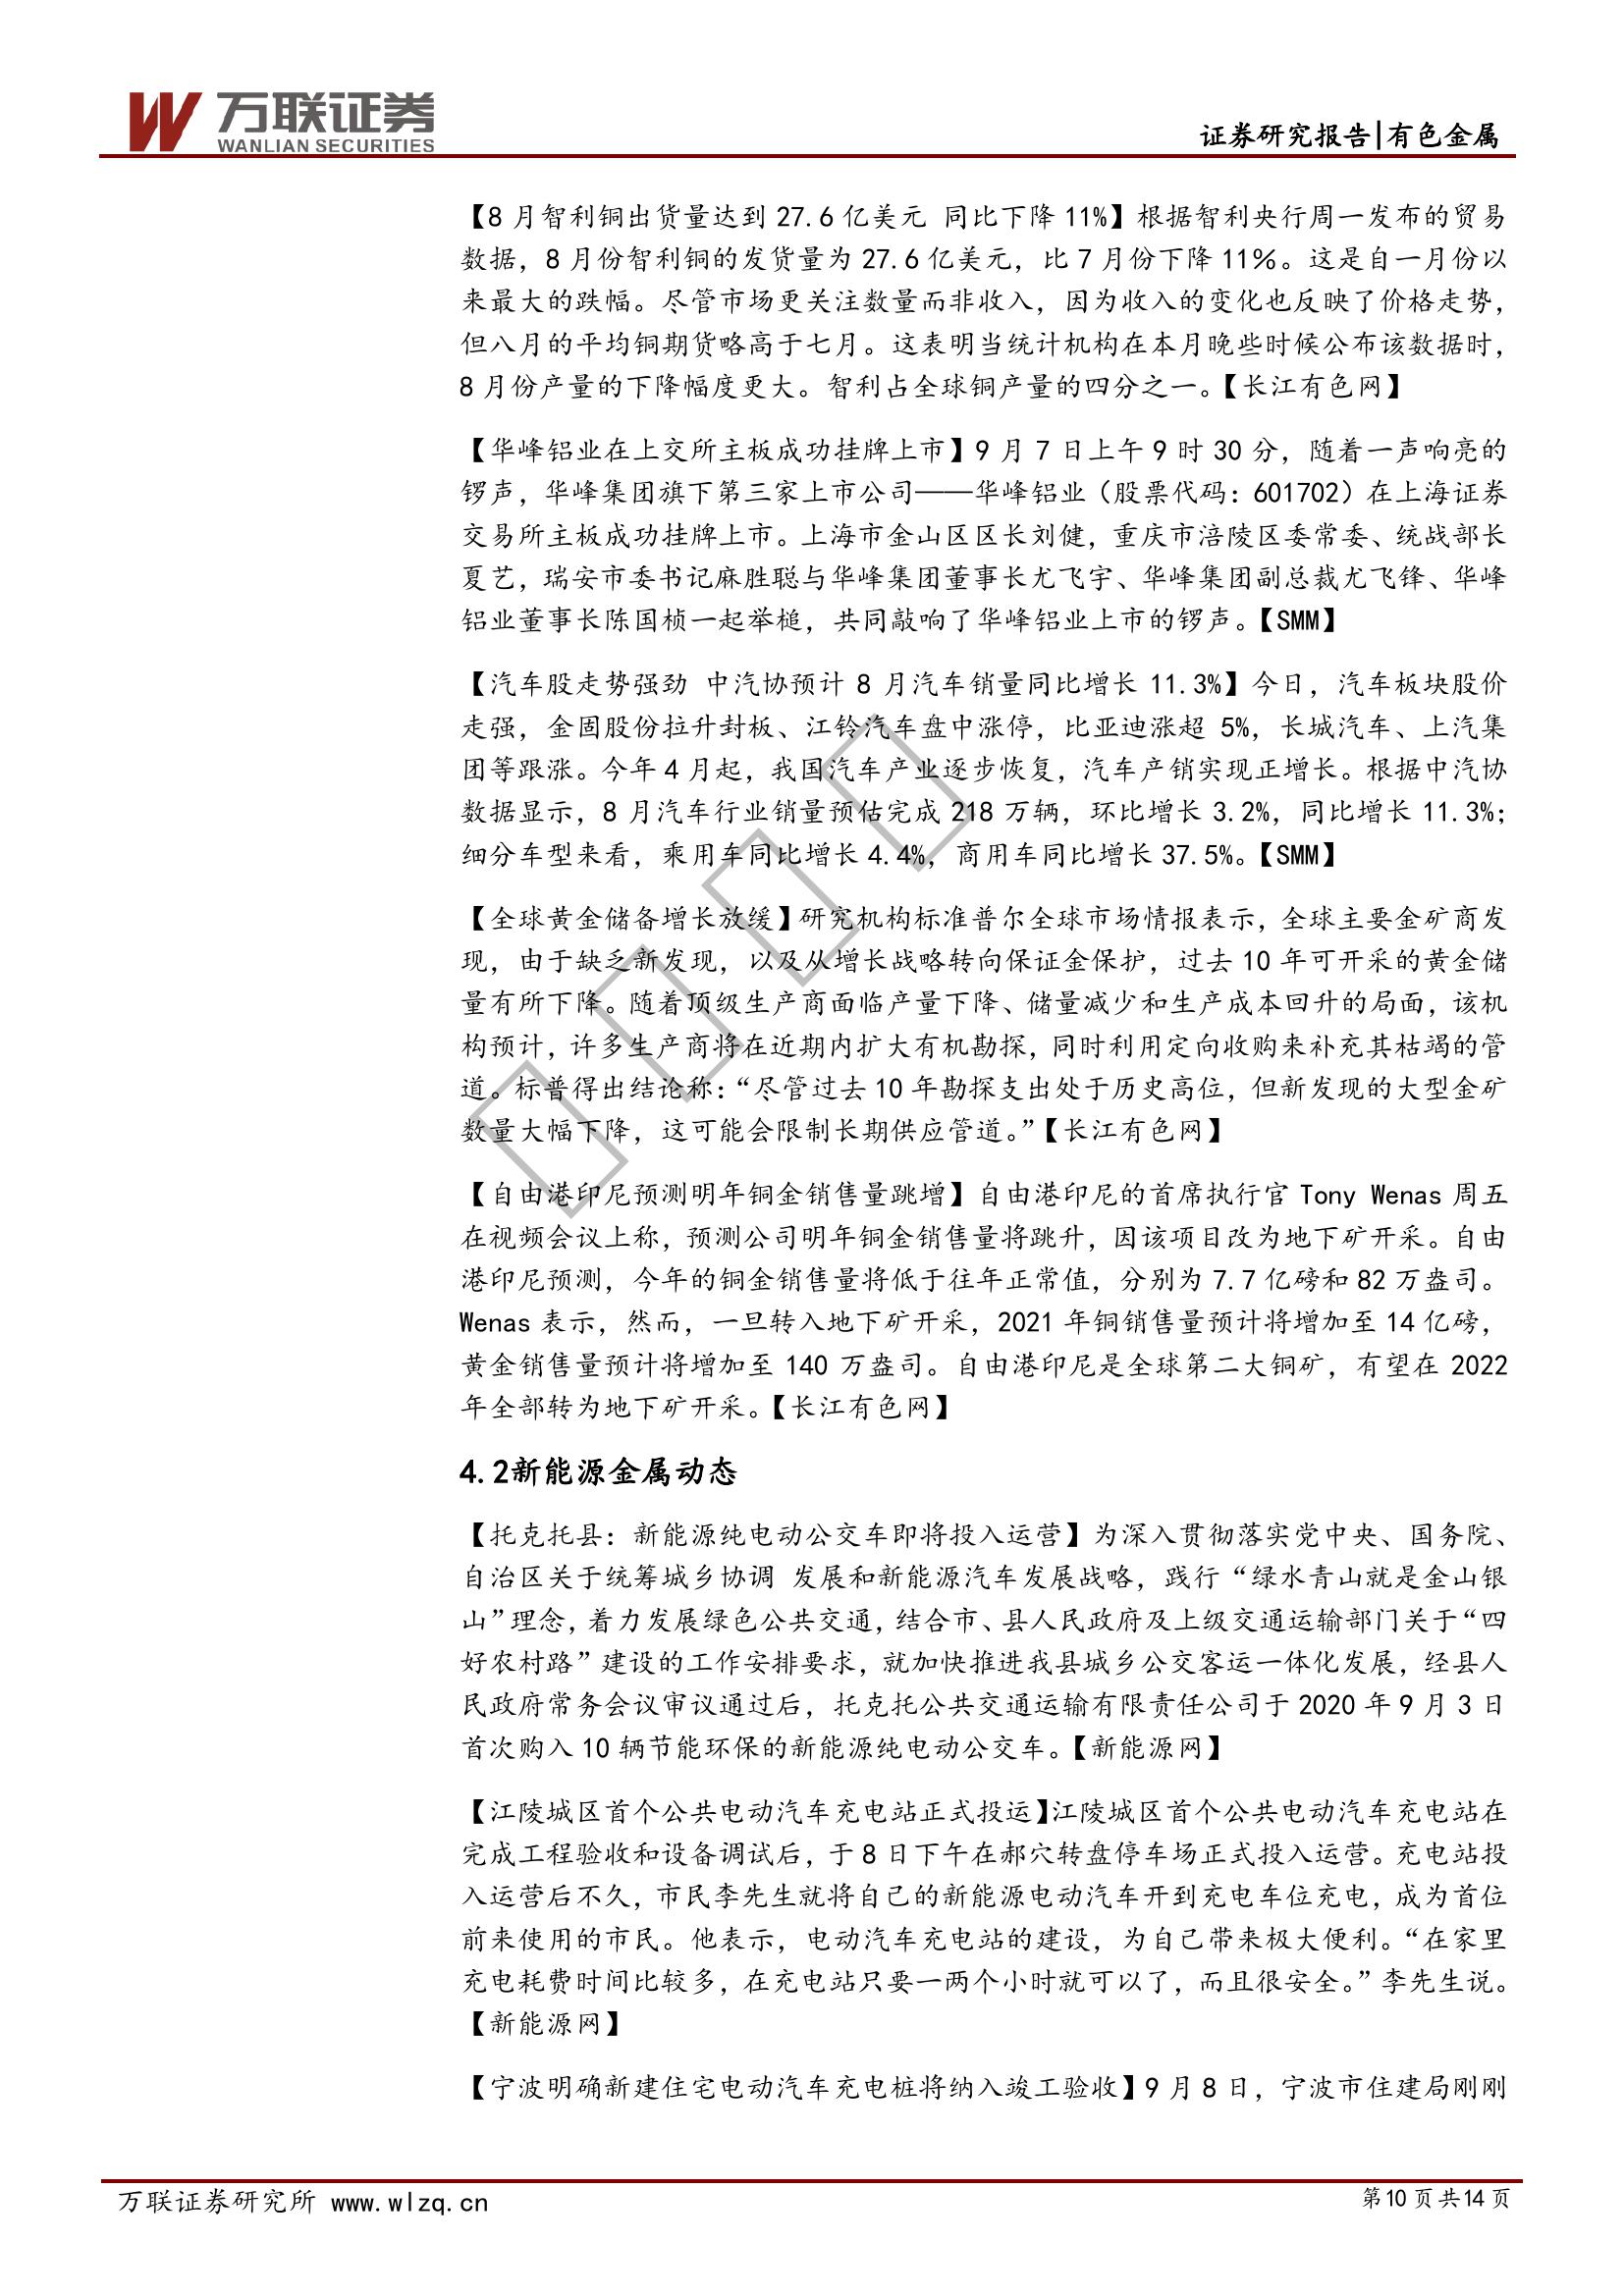 万联证券
WANLIAN SECURITIES
证券研究报告|有色金属
【8 月智利铜出货量达到 27.6 亿美元 同比下降 11%】根据智利央行周一发布的贸易
数据，8 月份智利铜的发货量为 27.6 亿美元，比 7 月份下降 11%。这是自一月份以
来最大的跌幅。尽管市场更关注数量而非收入，因为收入的变化也反映了价格走势，
但八月的平均铜期货略高于七月。这表明当统计机构在本月晚些时候公布该数据时，
8 月份产量的下降幅度更大。智利占全球铜产量的四分之一。【长江有色网】
【华峰铝业在上交所主板成功挂牌上市】9 月 7 日上午 9 时 30 分，随着一声响亮的
锣声，华峰集团旗下第三家上市公司——华峰铝业（股票代码：601702）在上海证券
交易所主板成功挂牌上市。上海市金山区区长刘健，重庆市涪陵区委常委、统战部长
夏艺，瑞安市委书记麻胜聪与华峰集团董事长尤飞宇、华峰集团副总裁尤飞锋、华峰
铝业董事长陈国桢一起举槌，共同敲响了华峰铝业上市的锣声。【SMM】
【汽车股走势强劲 中汽协预计 8 月汽车销量同比增长 11.3%】今日，汽车板块股价
走强，金固股份拉升封板、江铃汽车盘中涨停，比亚迪涨超 5%，长城汽车、上汽集
团等跟涨。今年 4 月起，我国汽车产业逐步恢复，汽车产销实现正增长。根据中汽协
数据显示，8 月汽车行业销量预估完成 218 万辆，环比增长 3.2%，同比增长 11.3%；
细分车型来看，乘用车同比增长 4.4%，商用车同比增长 37.5%。【SMM】
【全球黄金储备增长放缓】研究机构标准普尔全球市场情报表示，全球主要金矿商发
现，由于缺乏新发现，以及从增长战略转向保证金保护，过去 10 年可开采的黄金储
量有所下降。随着顶级生产商面临产量下降、储量减少和生产成本回升的局面，该机
构预计，许多生产商将在近期内扩大有机勘探，同时利用定向收购来补充其枯竭的管
道。标普得出结论称：“尽管过去 10 年勘探支出处于历史高位，但新发现的大型金矿
数量大幅下降，这可能会限制长期供应管道。”【长江有色网】
【自由港印尼预测明年铜金销售量跳增】自由港印尼的首席执行官 Tony Wenas 周五
在视频会议上称，预测公司明年铜金销售量将跳升，因该项目改为地下矿开采。自由
港印尼预测，今年的铜金销售量将低于往年正常值，分别为 7.7 亿磅和 82 万盎司。
Wenas 表示，然而，一旦转入地下矿开采，2021 年铜销售量预计将增加至 14 亿磅，
黄金销售量预计将增加至 140 万盎司。自由港印尼是全球第二大铜矿，有望在 2022
年全部转为地下矿开采。【长江有色网】
4.2新能源金属动态
【托克托县：新能源纯电动公交车即将投入运营】为深入贯彻落实党中央、国务院、
自治区关于统筹城乡协调 发展和新能源汽车发展战略，践行“绿水青山就是金山银
山”理念，着力发展绿色公共交通，结合市、县人民政府及上级交通运输部门关于“四
好农村路”建设的工作安排要求，就加快推进我县城乡公交客运一体化发展，经县人
民政府常务会议审议通过后，托克托公共交通运输有限责任公司于 2020 年 9 月 3 日
首次购入 10 辆节能环保的新能源纯电动公交车。【新能源网】
【江陵城区首个公共电动汽车充电站正式投运】江陵城区首个公共电动汽车充电站在
完成工程验收和设备调试后，于 8 日下午在郝穴转盘停车场正式投入运营。充电站投
入运营后不久，市民李先生就将自己的新能源电动汽车开到充电车位充电，成为首位
前来使用的市民。他表示，电动汽车充电站的建设，为自己带来极大便利。“在家里
充电耗费时间比较多，在充电站只要一两个小时就可以了，而且很安全。”李先生说。
【新能源网】
【宁波明确新建住宅电动汽车充电桩将纳入竣工验收】9 月 8 日，宁波市住建局刚刚
万联证券研究所 www.wlzq.cn
第 10 页 共 14 页